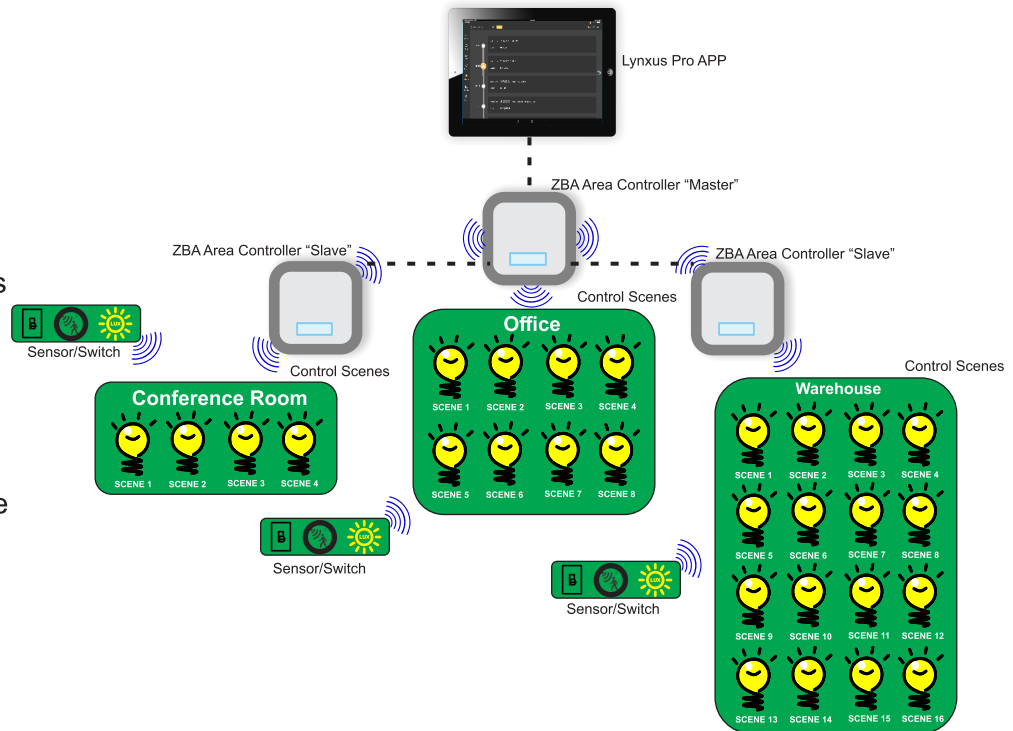 Lynxus Pro APP
ZBA Area Controller “Master”
ZBA Area Controller “Slave”
ZBA Area Controller “Slave”
s
Sensor/Switch
LUX
Control Scenes
Conference Room
SCENE 1 SCENE 2 SCENE 3 SCENE 4
Control Scenes
Office
SCENE 1 SCENE 2 SCENE 3 SCENE 4
SCENE 5 SCENE 6 SCENE 7 SCENE 8
e
LUX
Sensor/Switch
Control Scenes
Warehouse
SCENE 1 SCENE 2 SCENE 3 SCENE 4
SCENE 5 SCENE 6 SCENE 7 SCENE 8
SCENE 9 SCENE 10 SCENE 11 SCENE 12
SCENE 13 SCENE 14 SCENE 15 SCENE 16
LUX
Sensor/Switch